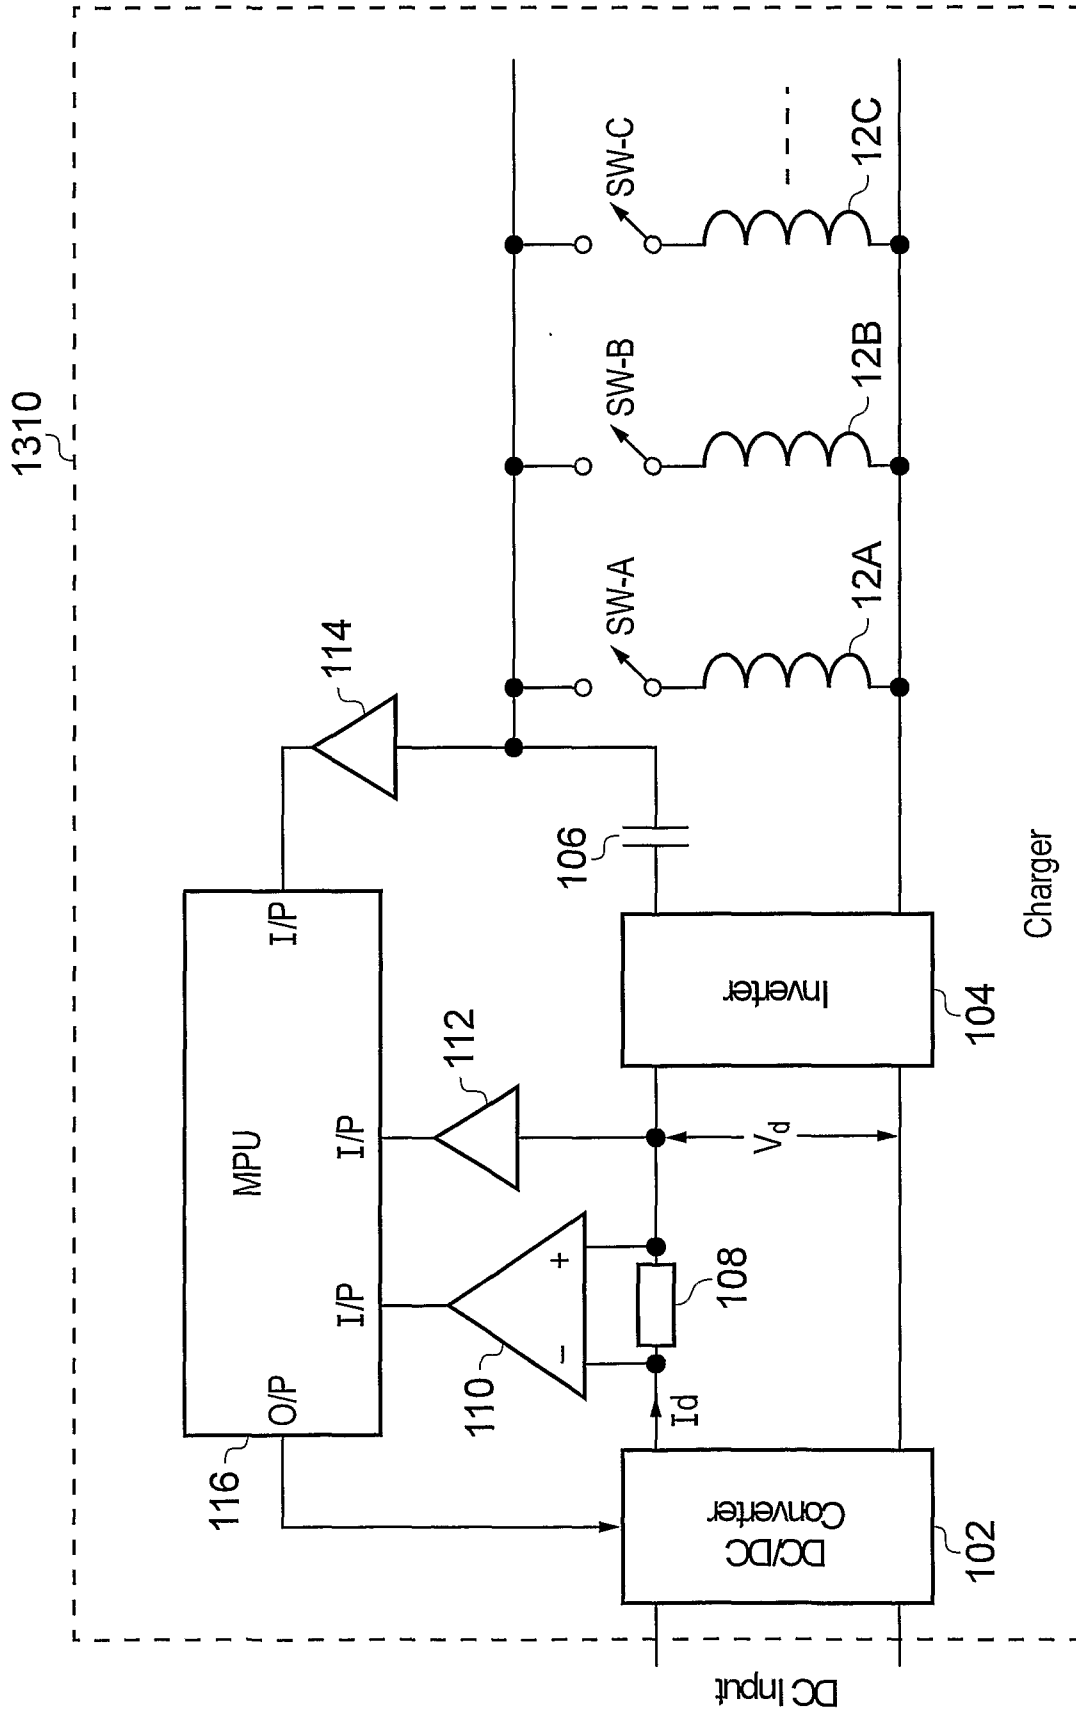 1310
116
MPU
O/P
I/P
I/P
I/P
110
112
114
+
–
Id
108
Vd
106
SW-A
SW-B
SW-C
12A
12B
12C
DC Input
DC/DC
Converter
102
Inverter
104
Charger